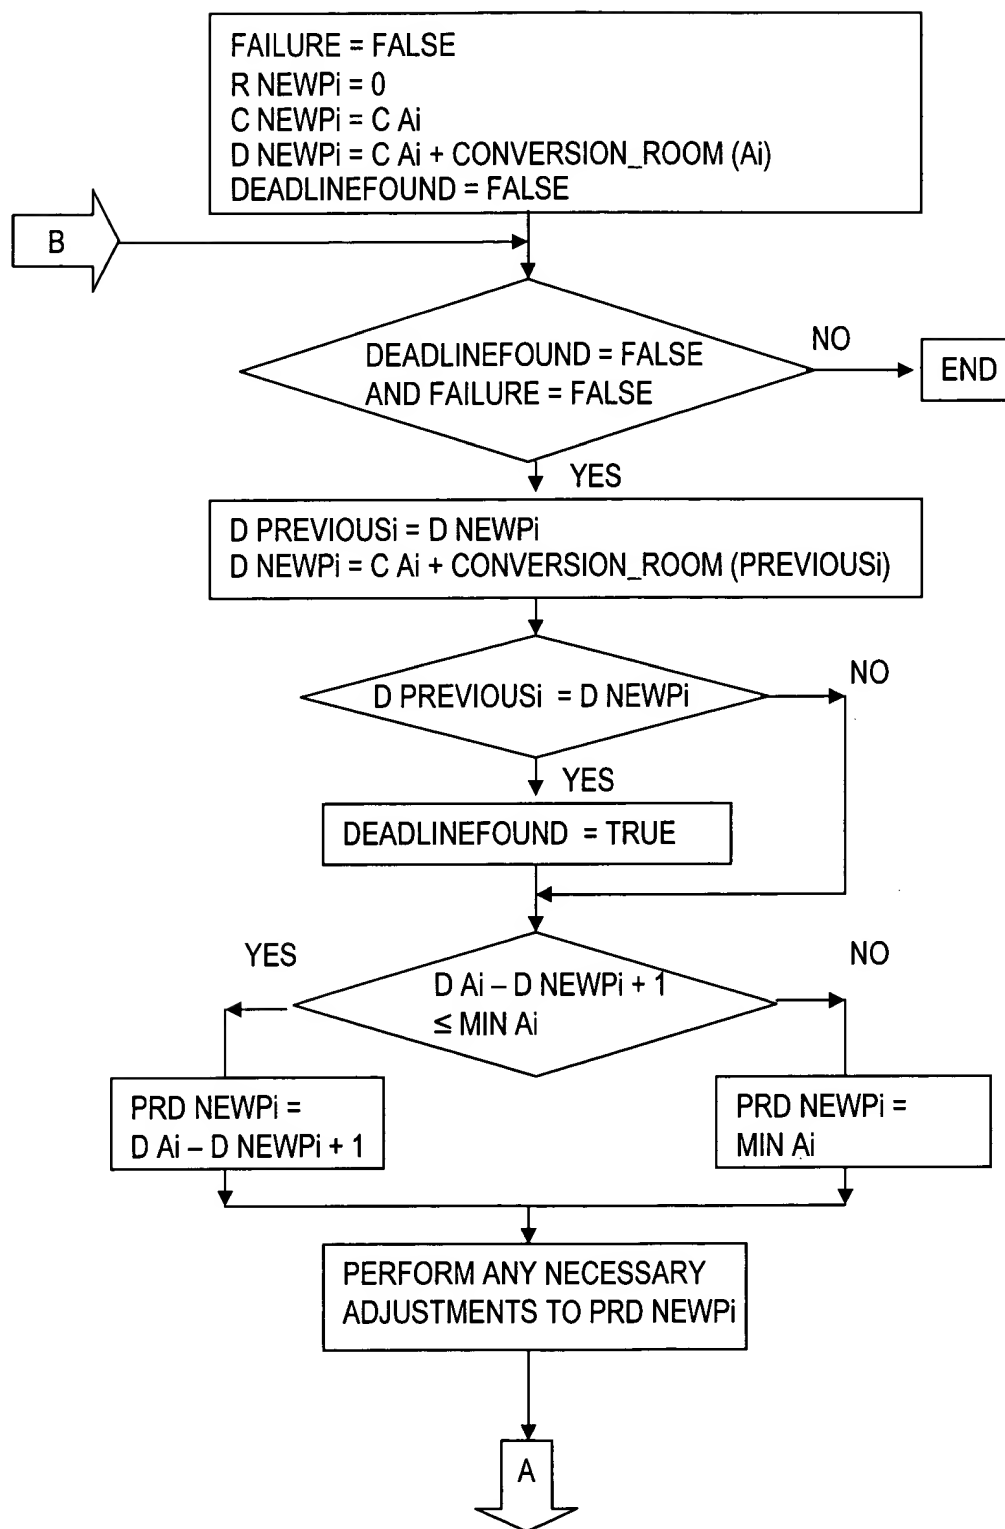 FAILURE = FALSE
R NEWPi = 0
C NEWPi = C Ai
D NEWPi = C Ai + CONVERSION_ROOM (Ai)
DEADLINEFOUND = FALSE
B
DEADLINEFOUND = FALSE
AND FAILURE = FALSE
NO
END
YES
D PREVIOUSi = D NEWPi
D NEWPi = C Ai + CONVERSION_ROOM (PREVIOUSi)
D PREVIOUSi = D NEWPi
NO
YES
DEADLINEFOUND = TRUE
YES
D Ai – D NEWPi + 1
≤ MIN Ai
NO
PRD NEWPi =
D Ai – D NEWPi + 1
PRD NEWPi =
MIN Ai
PERFORM ANY NECESSARY
ADJUSTMENTS TO PRD NEWPi
A